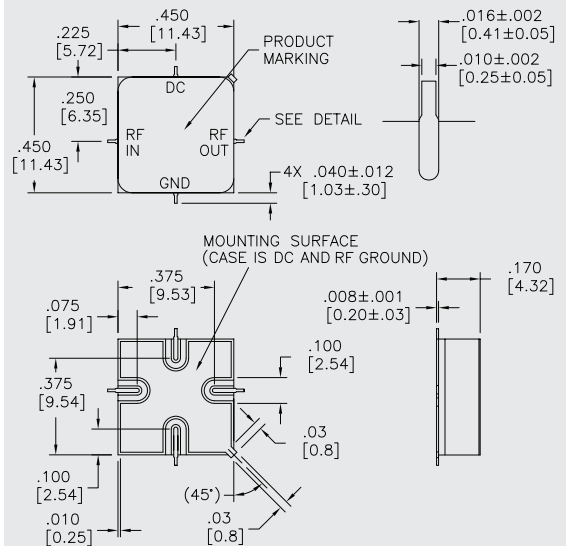 .450
[11.43]
.225
[5.72]
PRODUCT
MARKING
.016±.002
[0.41±0.05]
.010±.002
[0.25±0.05]
.250
[6.35]
DC
SEE DETAIL
.450
[11.43]
RF
IN
RF
OUT
GND
4X .040±.012
[1.03±.30]
MOUNTING SURFACE
(CASE IS DC AND RF GROUND)
.375
[9.53]
.170
[4.32]
.075
[1.91]
.008±.001
[0.20±.03]
.100
[2.54]
.375
[9.54]
.03
[0.8]
.100
[2.54]
(45°)
.010
[0.25]
.03
[0.8]